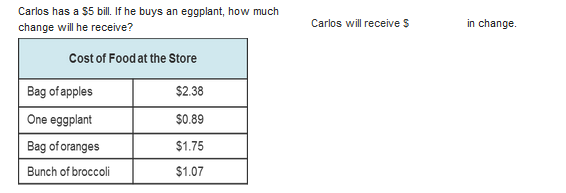 Carlos has a $5 bill. If he buys an eggplant, how much
change will he receive?
Carlos will receive $ in change.
Cost of Food at the Store
Bag of apples $2.38
One eggplant $0.89
Bag of oranges $1.75
Bunch of broccoli $1.07